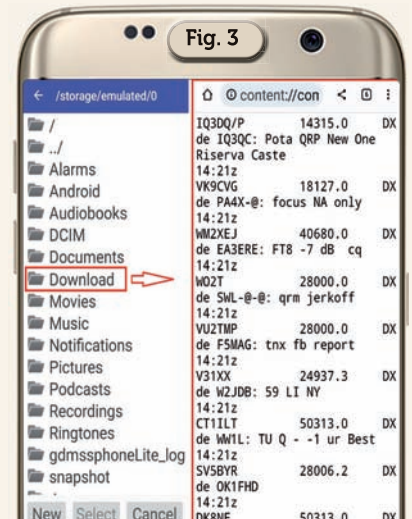 Fig. 3
/storage/emulated/0
/
../
Alarms
Android
Audiobooks
DCIM
Documents
Download
Movies
Music
Notifications
Pictures
Podcasts
Recordings
Ringtones
gdmssphoneLite_log
snapshot
New Select Cancel
content://con
IQ3DQ/P 14315.0 DX
de IQ3QC: Pota QRP New One
Riserva Caste
14:21z
VK9CVG 18127.0 DX
de PA4X-@: focus NA only
14:21z
WM2XEJ 40680.0 DX
de EA3ERE: FT8 -7 dB cq
14:21z
WO2T 28000.0 DX
de SWL-@-@: qrm jerkoff
14:21z
VU2TMP 28000.0 DX
de F5MAG: tnx fb report
14:21z
V31XX 24937.3 DX
de W2JDB: 59 LI NY
14:21z
CT1ILT 50313.0 DX
de WW1L: TU Q - -1 ur Best
14:21z
SV5BYR 28006.2 DX
de OK1FHD
14:21z
DK8NE 50313.0 DX